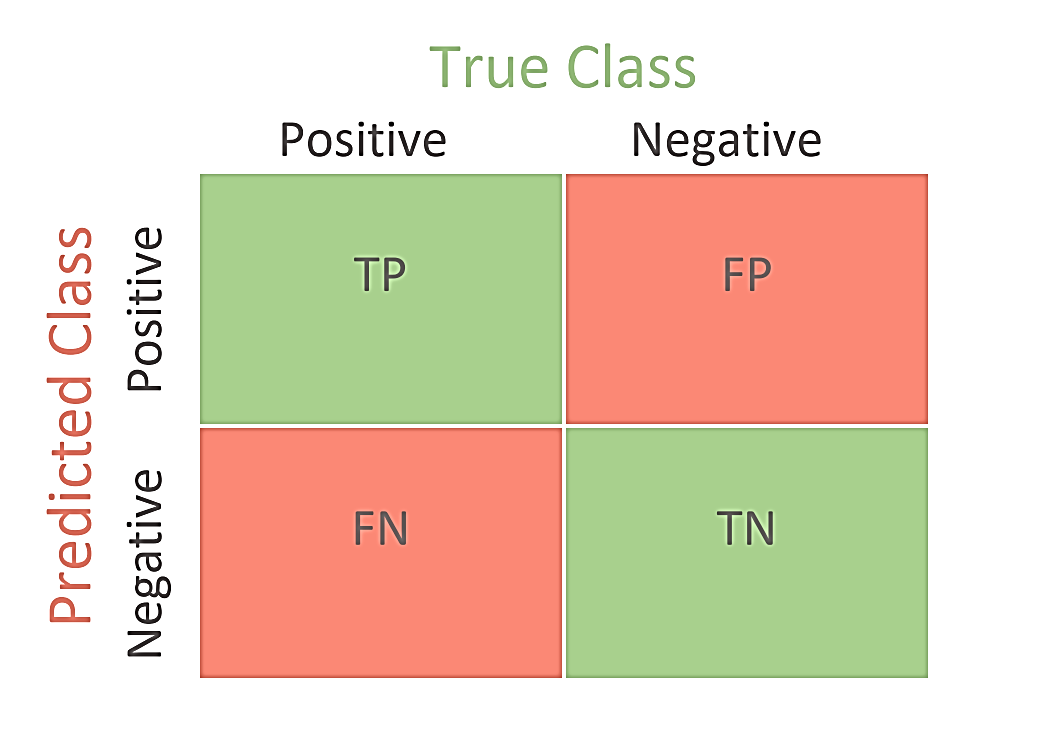 True Class
Positive Negative
Predicted Class
Positive
TP FP
Negative
FN TN